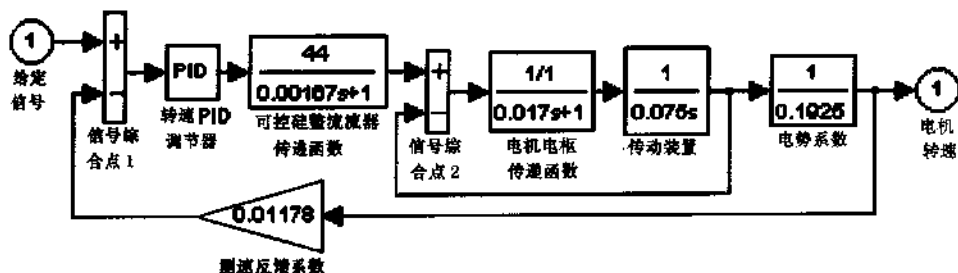 1
给定
信号
+
−
信号综
合点 1
PID
转速 PID
调节器
44
0.00167s+1
可控硅整流器
传递函数
+
−
信号综
合点 2
1/1
0.017s+1
电机电枢
传递函数
1
0.075s
传动装置
1
0.1925
电势系数
1
电机
转速
0.01178
测速反馈系数